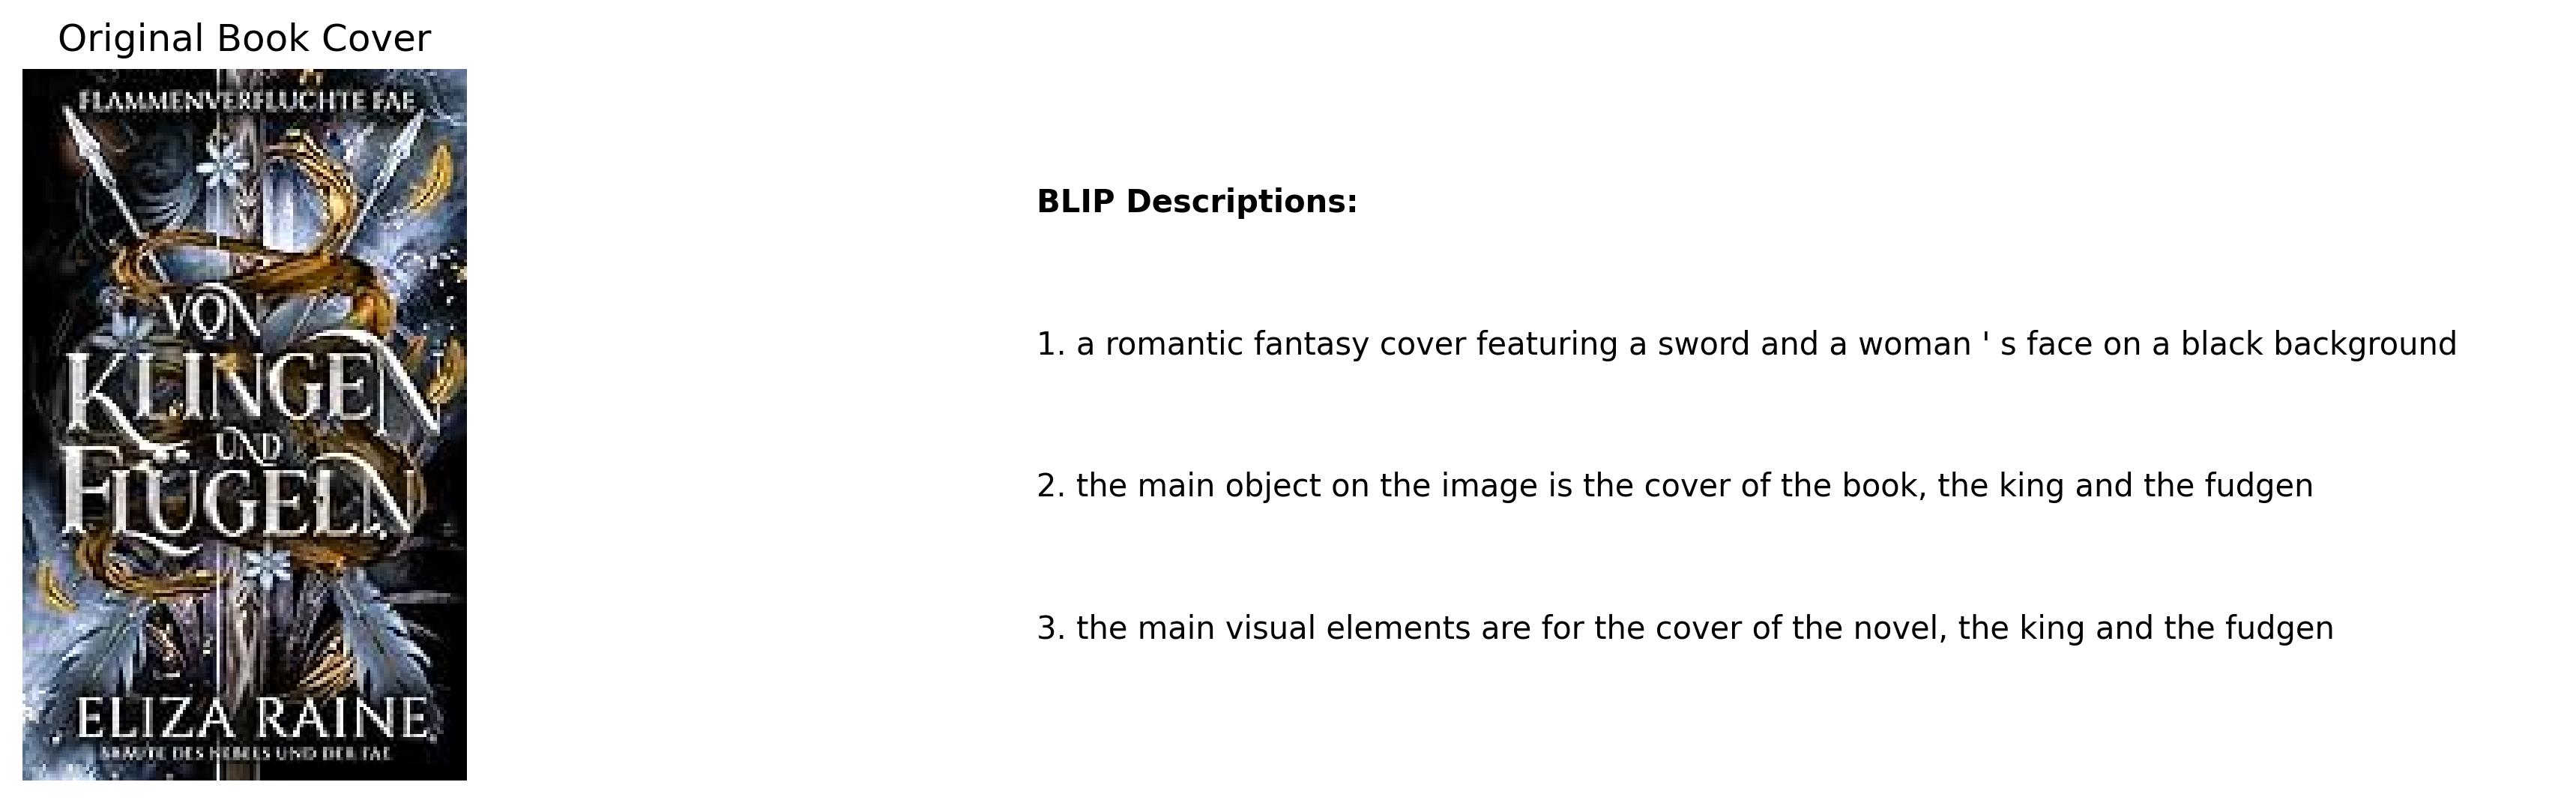 Original Book Cover
FLAMMENVERFLUCHTE FAE
VON
KLINGEN
UND
FLÜGELN
ELIZA RAINE
BRÄUTE DES NEBELS UND DER FAE
BLIP Descriptions:
1. a romantic fantasy cover featuring a sword and a woman ' s face on a black background
2. the main object on the image is the cover of the book, the king and the fudgen
3. the main visual elements are for the cover of the novel, the king and the fudgen